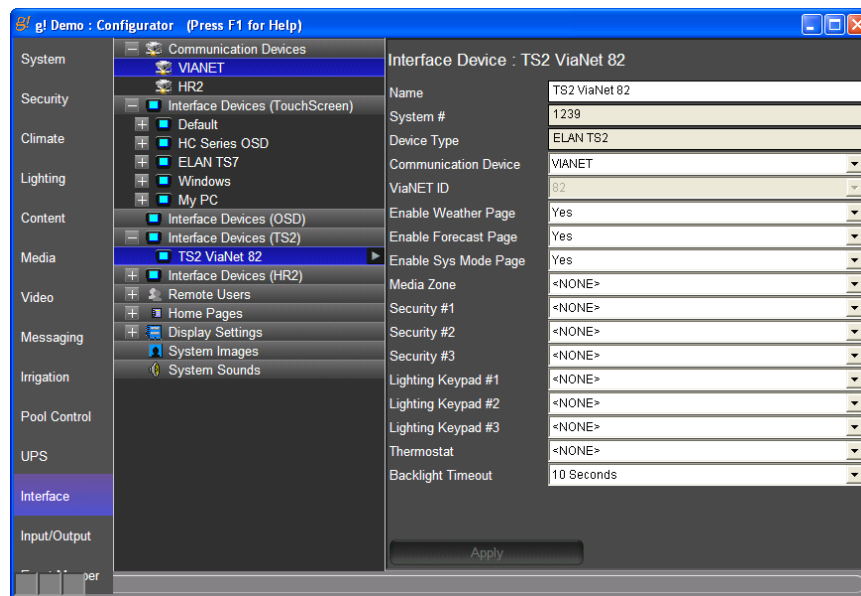 g! g! Demo : Configurator (Press F1 for Help)
System
Security
Climate
Lighting
Content
Media
Video
Messaging
Irrigation
Pool Control
UPS
Interface
Input/Output
Communication Devices
VIANET
HR2
Interface Devices (TouchScreen)
Default
HC Series OSD
ELAN TS7
Windows
My PC
Interface Devices (OSD)
Interface Devices (TS2)
TS2 ViaNet 82
Interface Devices (HR2)
Remote Users
Home Pages
Display Settings
System Images
System Sounds
Interface Device : TS2 ViaNet 82
Name TS2 ViaNet 82
System # 1239
Device Type ELAN TS2
Communication Device VIANET
ViaNET ID 82
Enable Weather Page Yes
Enable Forecast Page Yes
Enable Sys Mode Page Yes
Media Zone <NONE>
Security #1 <NONE>
Security #2 <NONE>
Security #3 <NONE>
Lighting Keypad #1 <NONE>
Lighting Keypad #2 <NONE>
Lighting Keypad #3 <NONE>
Thermostat <NONE>
Backlight Timeout 10 Seconds
Apply